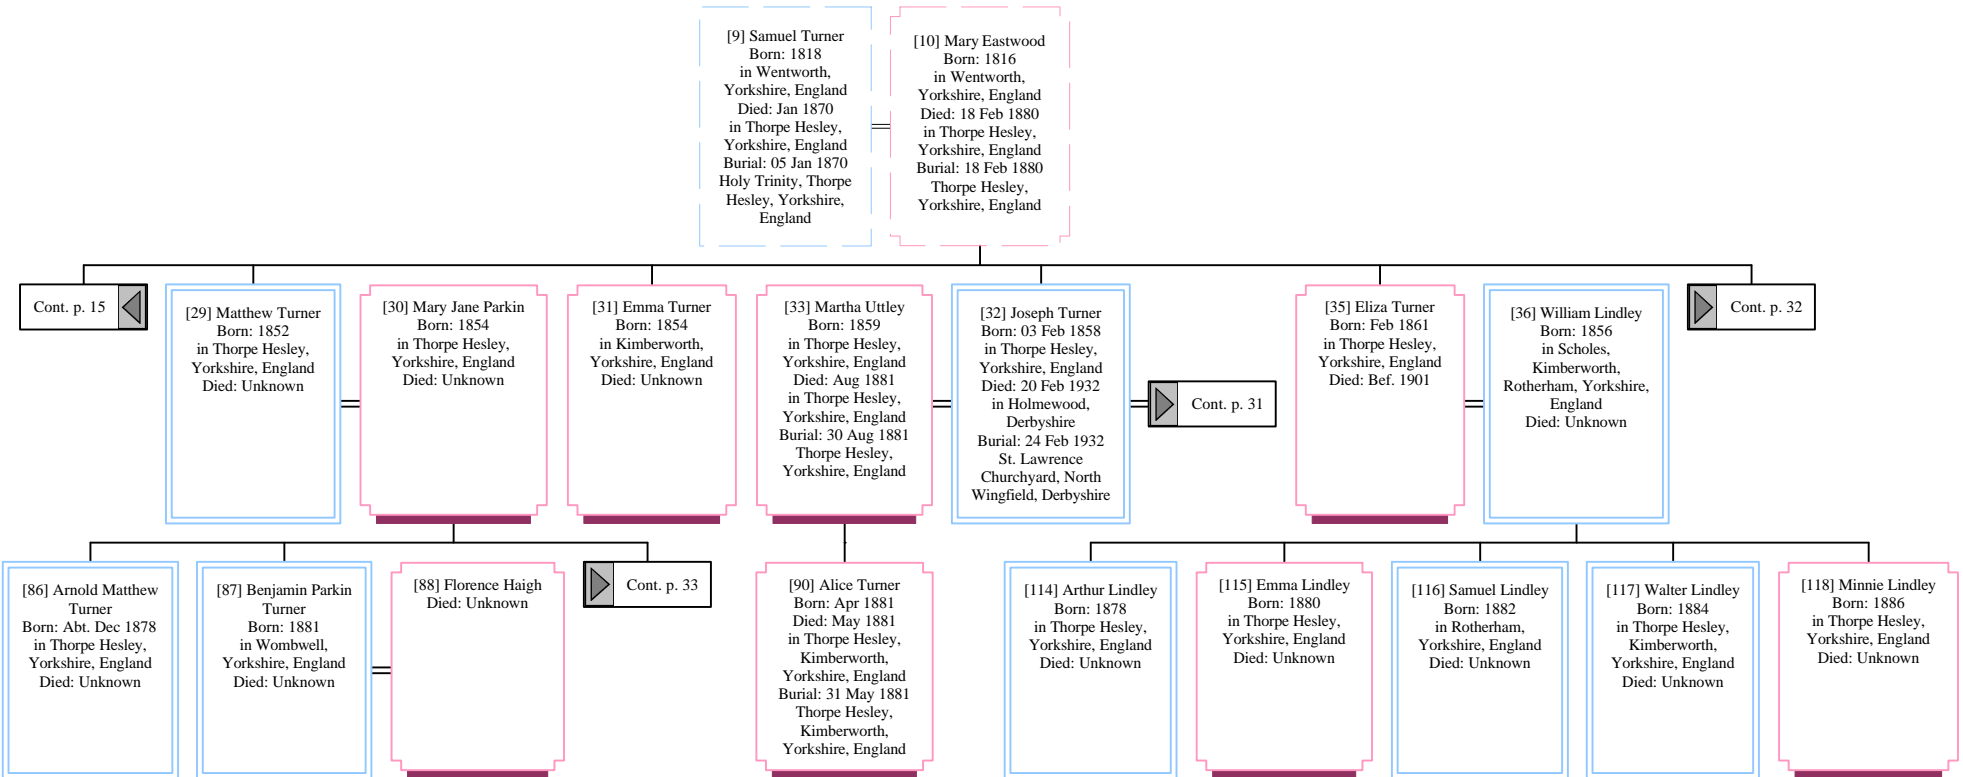 [9] Samuel Turner
Born: 1818
in Wentworth,
Yorkshire, England
Died: Jan 1870
in Thorpe Hesley,
Yorkshire, England
Burial: 05 Jan 1870
Holy Trinity, Thorpe
Hesley, Yorkshire,
England
[10] Mary Eastwood
Born: 1816
in Wentworth,
Yorkshire, England
Died: 18 Feb 1880
in Thorpe Hesley,
Yorkshire, England
Burial: 18 Feb 1880
Thorpe Hesley,
Yorkshire, England
Cont. p. 15
[29] Matthew Turner
Born: 1852
in Thorpe Hesley,
Yorkshire, England
Died: Unknown
[30] Mary Jane Parkin
Born: 1854
in Thorpe Hesley,
Yorkshire, England
Died: Unknown
[31] Emma Turner
Born: 1854
in Kimberworth,
Yorkshire, England
Died: Unknown
[33] Martha Uttley
Born: 1859
in Thorpe Hesley,
Yorkshire, England
Died: Aug 1881
in Thorpe Hesley,
Yorkshire, England
Burial: 30 Aug 1881
Thorpe Hesley,
Yorkshire, England
[32] Joseph Turner
Born: 03 Feb 1858
in Thorpe Hesley,
Yorkshire, England
Died: 20 Feb 1932
in Holmewood,
Derbyshire
Burial: 24 Feb 1932
St. Lawrence
Churchyard, North
Wingfield, Derbyshire
Cont. p. 31
[35] Eliza Turner
Born: Feb 1861
in Thorpe Hesley,
Yorkshire, England
Died: Bef. 1901
[36] William Lindley
Born: 1856
in Scholes,
Kimberworth,
Rotherham, Yorkshire,
England
Died: Unknown
Cont. p. 32
[86] Arnold Matthew
Turner
Born: Abt. Dec 1878
in Thorpe Hesley,
Yorkshire, England
Died: Unknown
[87] Benjamin Parkin
Turner
Born: 1881
in Wombwell,
Yorkshire, England
Died: Unknown
[88] Florence Haigh
Died: Unknown
Cont. p. 33
[90] Alice Turner
Born: Apr 1881
Died: May 1881
in Thorpe Hesley,
Kimberworth,
Yorkshire, England
Burial: 31 May 1881
Thorpe Hesley,
Kimberworth,
Yorkshire, England
[114] Arthur Lindley
Born: 1878
in Thorpe Hesley,
Yorkshire, England
Died: Unknown
[115] Emma Lindley
Born: 1880
in Thorpe Hesley,
Yorkshire, England
Died: Unknown
[116] Samuel Lindley
Born: 1882
in Rotherham,
Yorkshire, England
Died: Unknown
[117] Walter Lindley
Born: 1884
in Thorpe Hesley,
Kimberworth,
Yorkshire, England
Died: Unknown
[118] Minnie Lindley
Born: 1886
in Thorpe Hesley,
Yorkshire, England
Died: Unknown